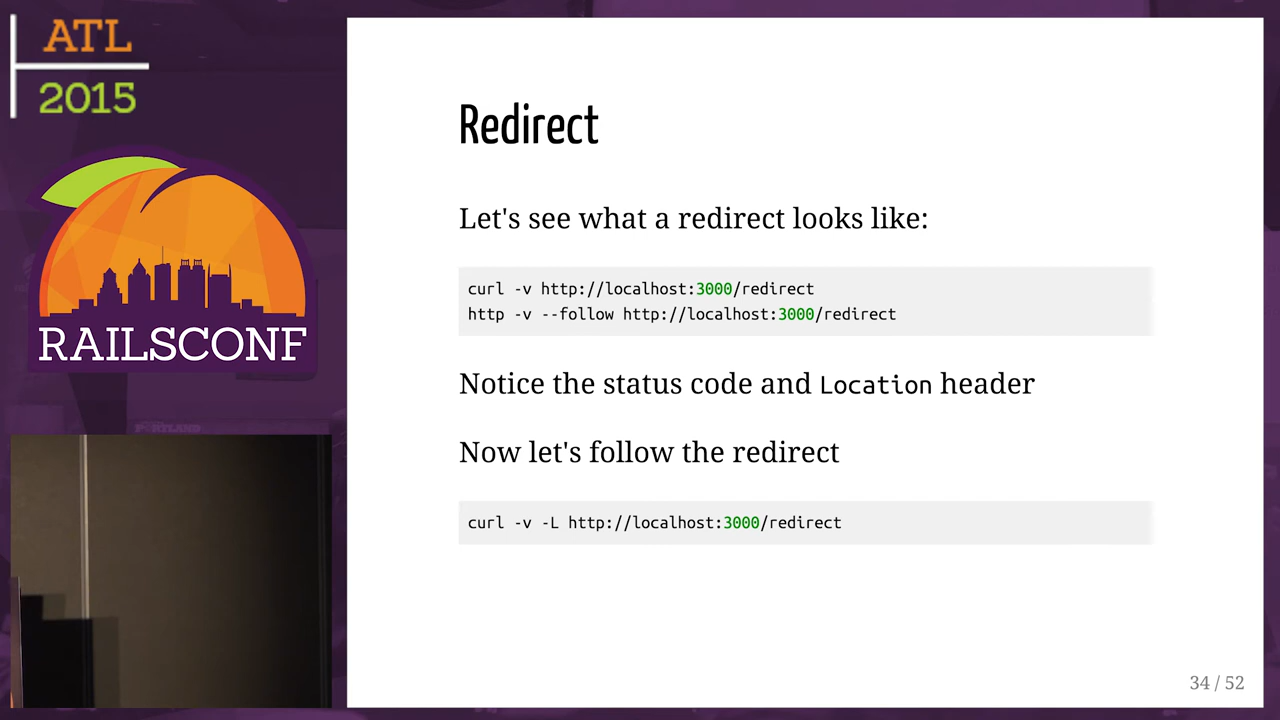 ATL
2015
RAILSCONF
Redirect
Let's see what a redirect looks like:
curl -v http://localhost:3000/redirect
http -v --follow http://localhost:3000/redirect
Notice the status code and Location header
Now let's follow the redirect
curl -v -L http://localhost:3000/redirect
34 / 52
PORTLAND